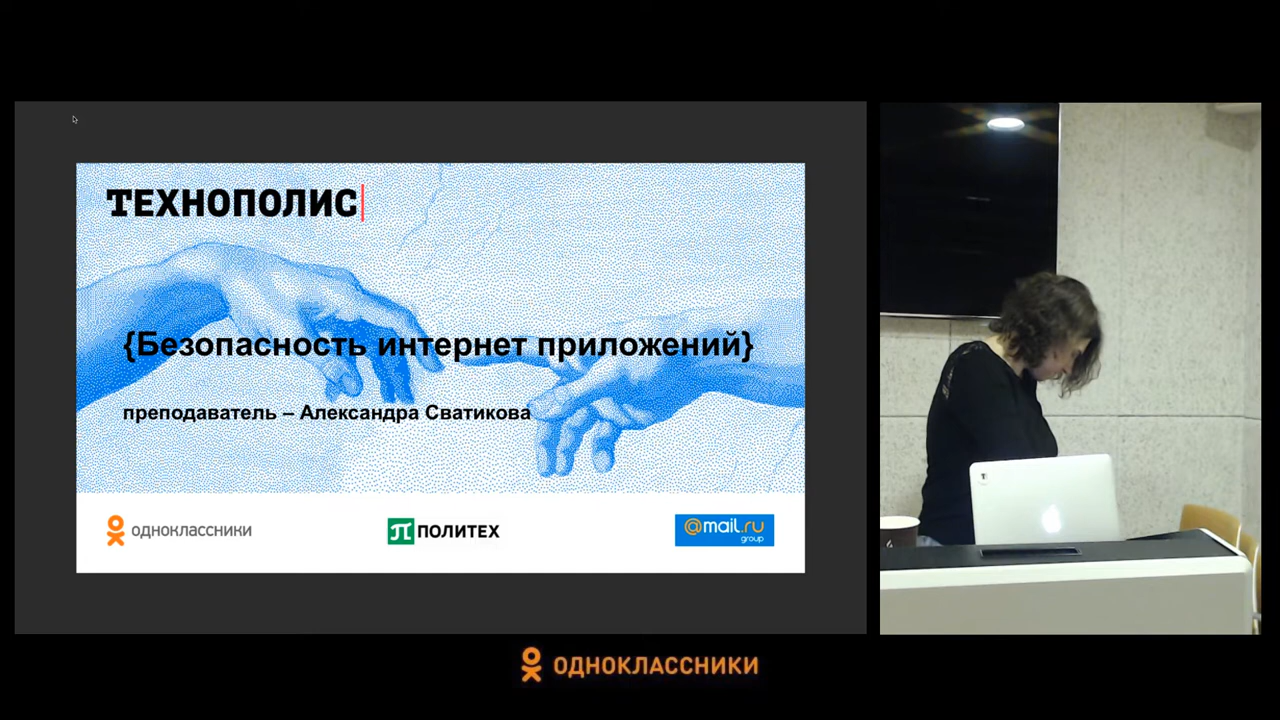 ТЕХНОПОЛИС
{Безопасность интернет приложений}
преподаватель – Александра Сватикова
одноклассники
ПОЛИТЕХ
@mail.ru
group
одноклассники